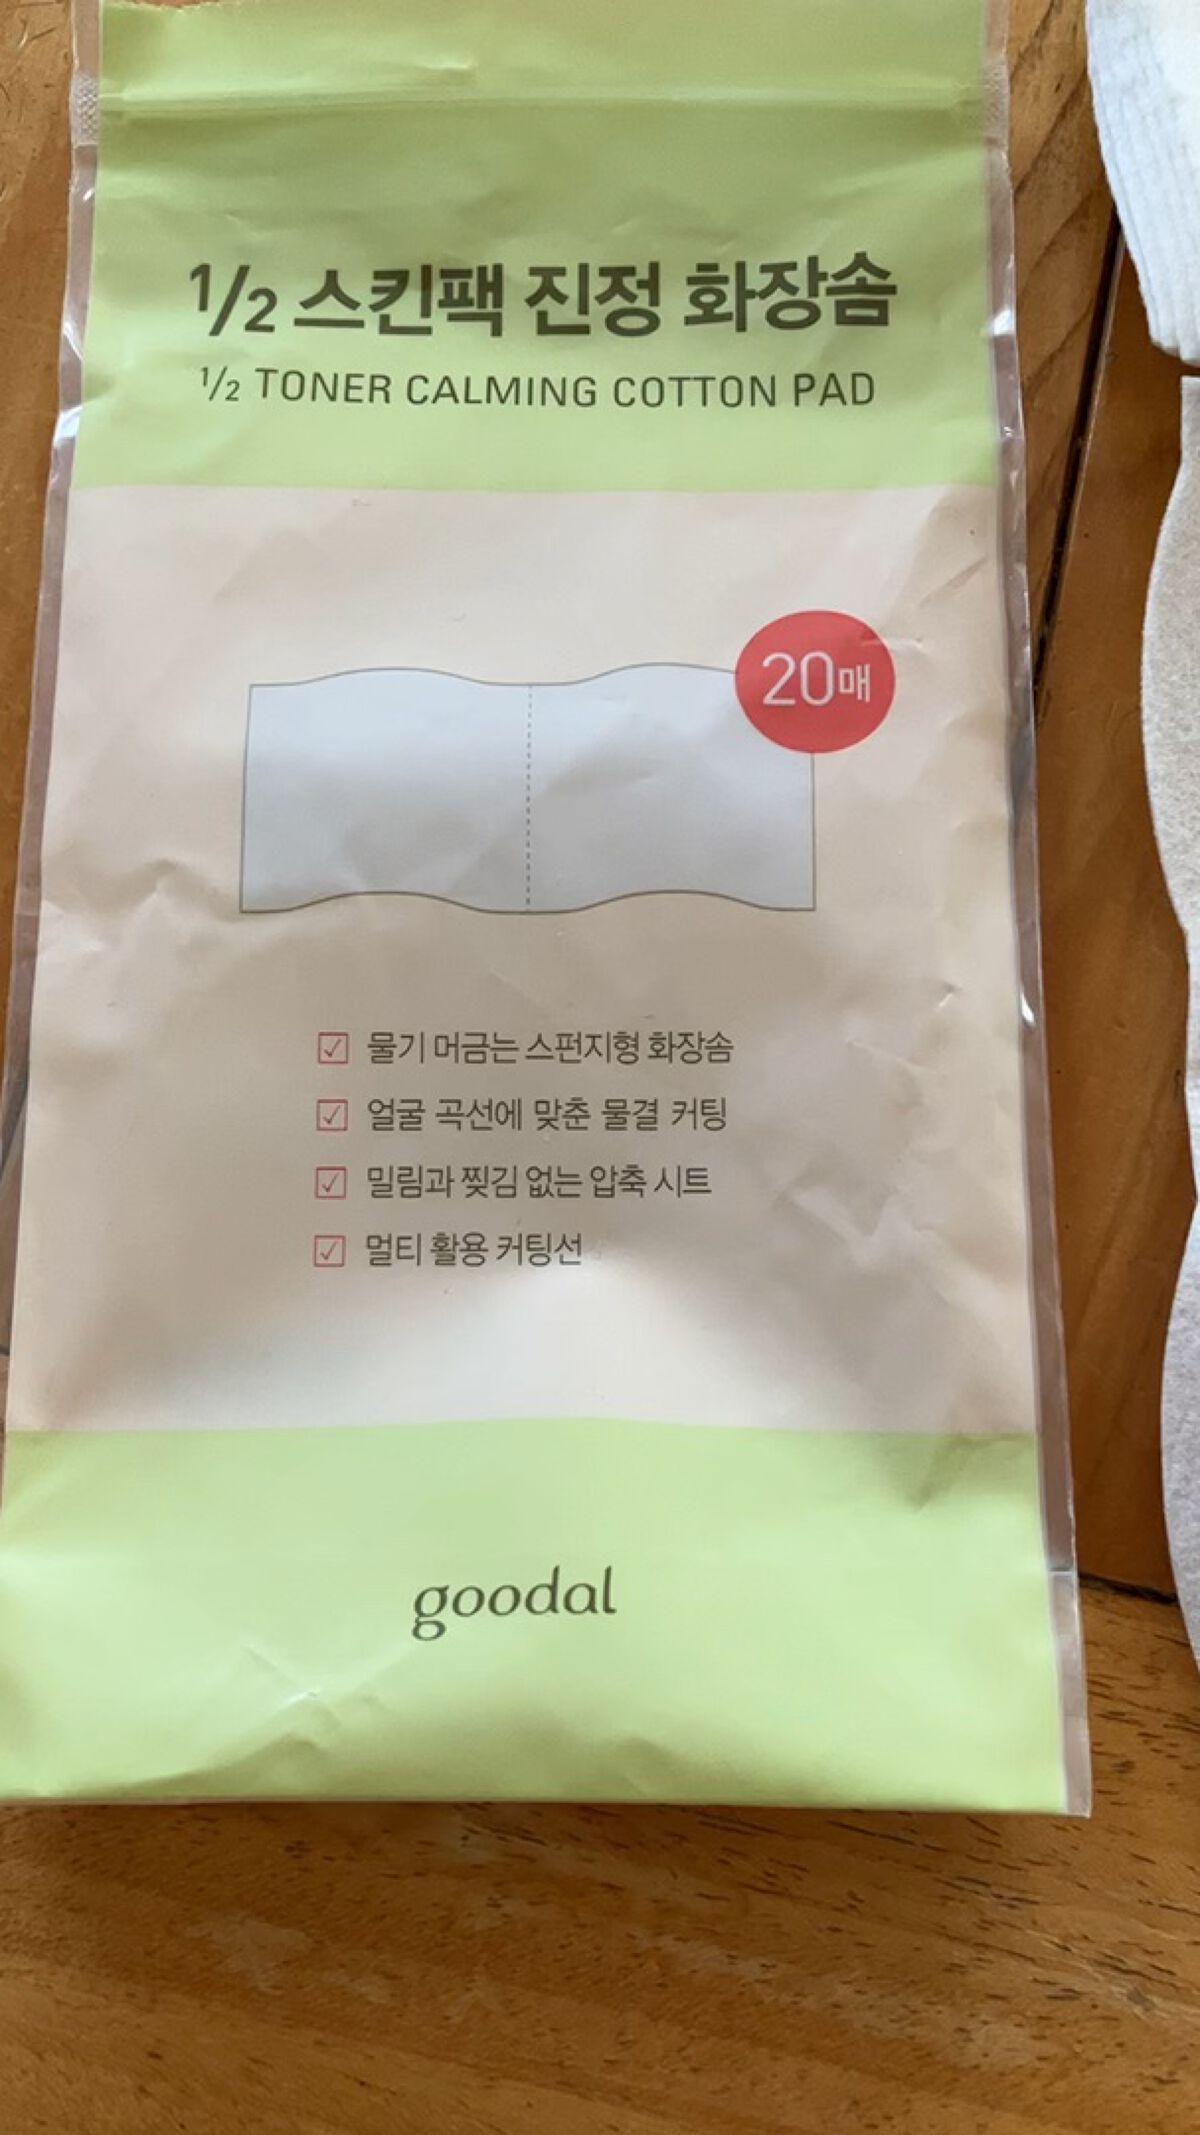 1/2 스킨팩 진정 화장솜
1/2 TONER CALMING COTTON PAD
20매
물기 머금는 스펀지형 화장솜
얼굴 곡선에 맞춘 물결 커팅
밀림과 찢김 없는 압축 시트
멀티 활용 커팅선
goodal